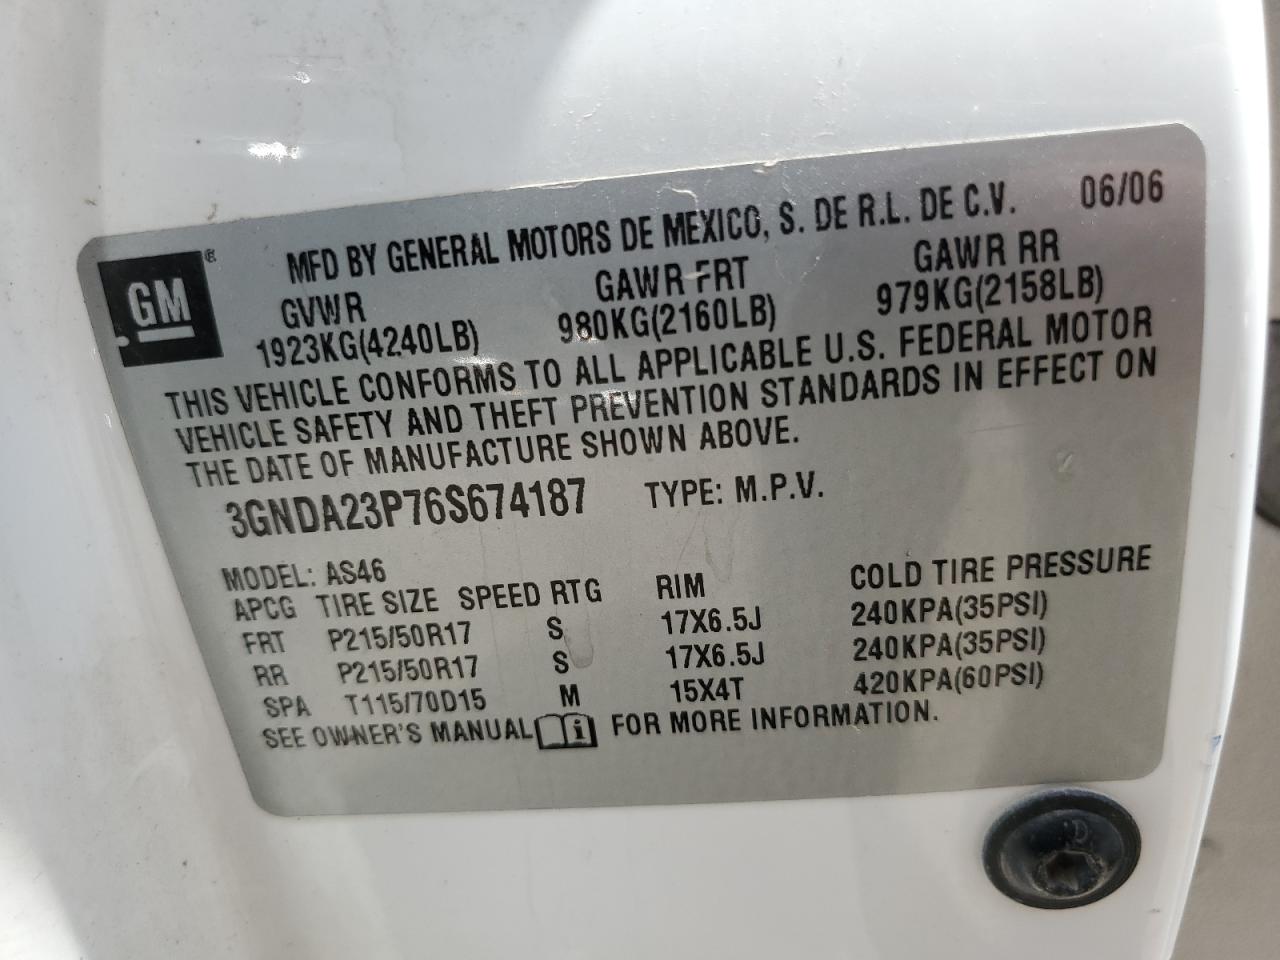 MFD BY GENERAL MOTORS DE MEXICO, S. DE R.L. DE C.V. 06/06
GM®
GVWR GAWR FRT GAWR RR
1923KG(4240LB) 980KG(2160LB) 979KG(2158LB)
THIS VEHICLE CONFORMS TO ALL APPLICABLE U.S. FEDERAL MOTOR
VEHICLE SAFETY AND THEFT PREVENTION STANDARDS IN EFFECT ON
THE DATE OF MANUFACTURE SHOWN ABOVE.
3GNDA23P76S674187 TYPE: M.P.V.
MODEL: AS46
APCG TIRE SIZE SPEED RTG RIM COLD TIRE PRESSURE
FRT P215/50R17 S 17X6.5J 240KPA(35PSI)
RR P215/50R17 S 17X6.5J 240KPA(35PSI)
SPA T115/70D15 M 15X4T 420KPA(60PSI)
SEE OWNER'S MANUAL i FOR MORE INFORMATION.